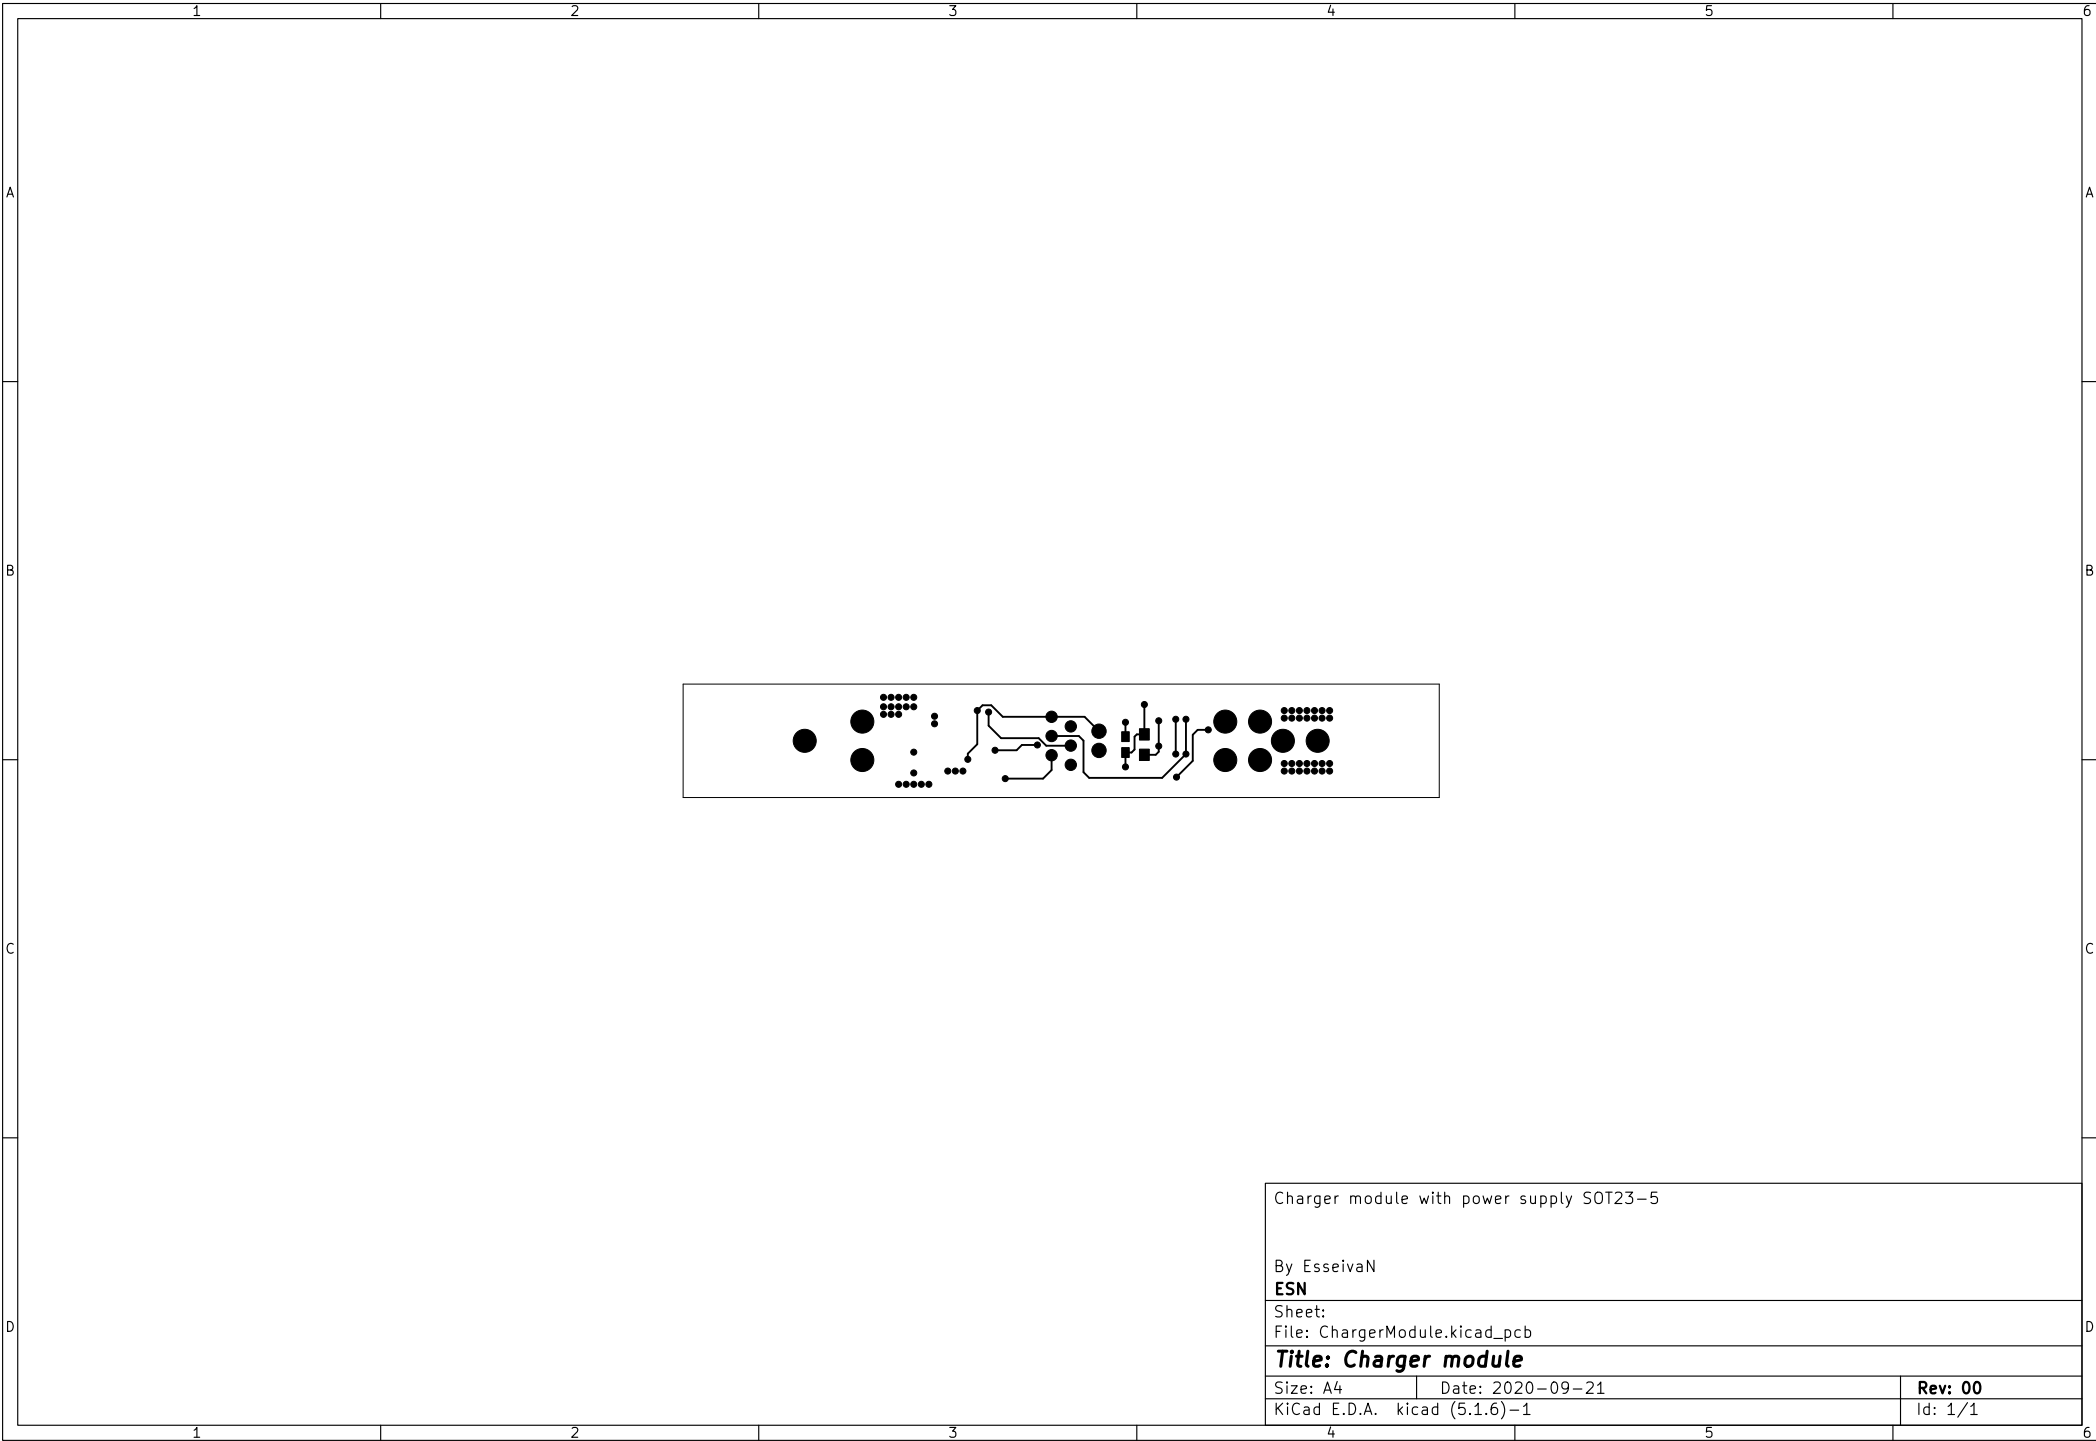 1 2 3 4 5 6
A A
B B
C C
D D
Charger module with power supply SOT23-5
By EsseivaN
ESN
Sheet:
File: ChargerModule.kicad_pcb
Title: Charger module
Size: A4 Date: 2020-09-21 Rev: 00
KiCad E.D.A. kicad (5.1.6)-1 Id: 1/1
1 2 3 4 5 6